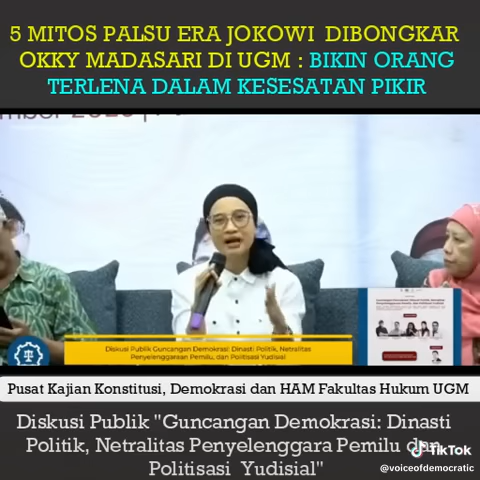 5 MITOS PALSU ERA JOKOWI DIBONGKAR
OKKY MADASARI DI UGM : BIKIN ORANG
TERLENA DALAM KESESATAN PIKIR
Diskusi Publik Guncangan Demokrasi: Dinasti Politik, Netralitas
Penyelenggaraan Pemilu, dan Politisasi Yudisial
Pusat Kajian Konstitusi, Demokrasi dan HAM Fakultas Hukum UGM
Diskusi Publik "Guncangan Demokrasi: Dinasti
Politik, Netralitas Penyelenggara Pemilu dan
Politisasi Yudisial"
TikTok
@voiceofdemocratic